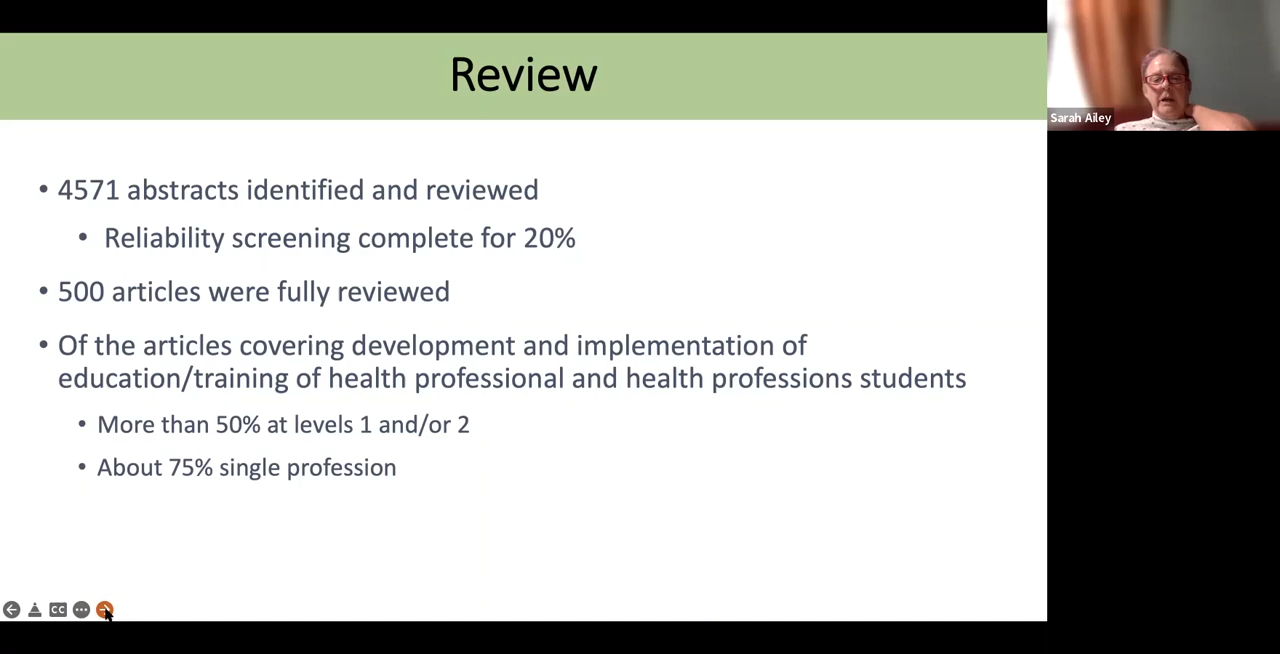 Review
• 4571 abstracts identified and reviewed
• Reliability screening complete for 20%
• 500 articles were fully reviewed
• Of the articles covering development and implementation of
education/training of health professional and health professions students
• More than 50% at levels 1 and/or 2
• About 75% single profession
CC
Sarah Ailey